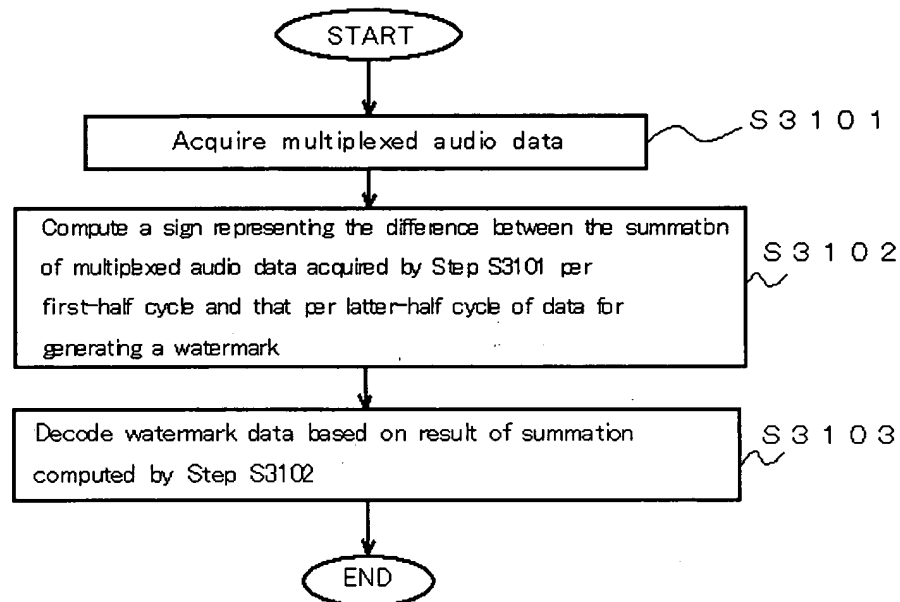 START
Acquire multiplexed audio data
S3101
Compute a sign representing the difference between the summation
of multiplexed audio data acquired by Step S3101 per
first-half cycle and that per latter-half cycle of data for
generating a watermark
S3102
Decode watermark data based on result of summation
computed by Step S3102
S3103
END